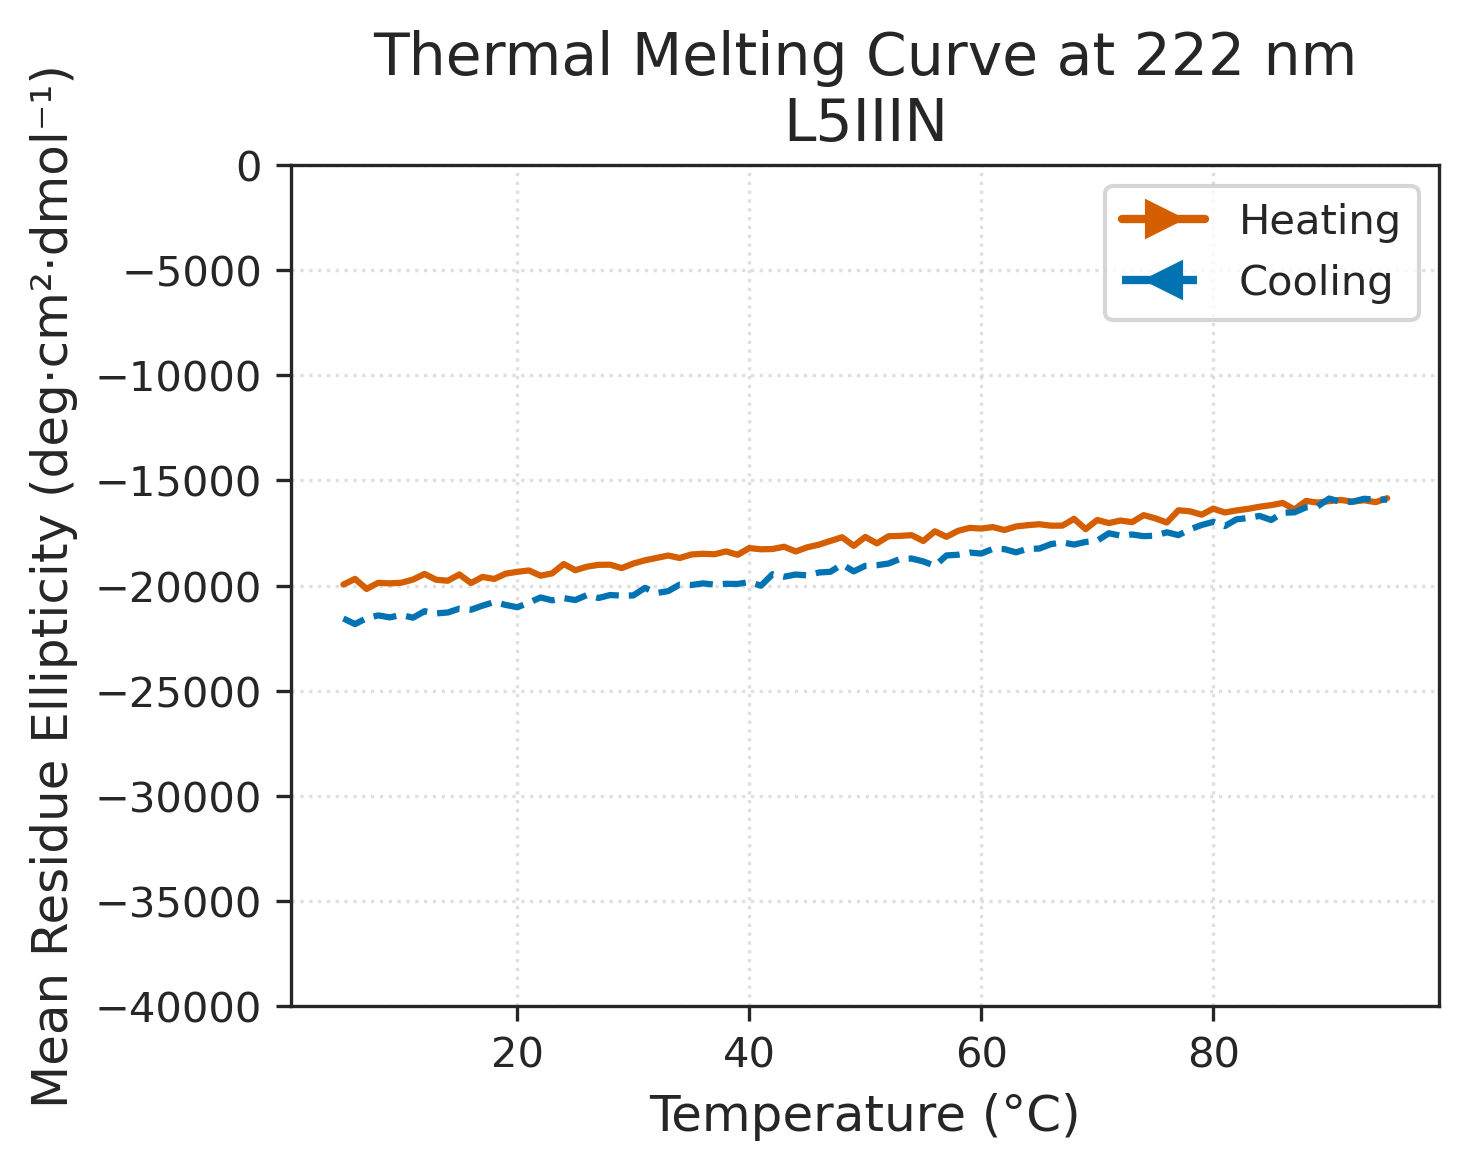 Thermal Melting Curve at 222 nm
L5IIIN
Mean Residue Ellipticity (deg·cm²·dmol⁻¹)
0
−5000
−10000
−15000
−20000
−25000
−30000
−35000
−40000
Heating
Cooling
20 40 60 80
Temperature (°C)